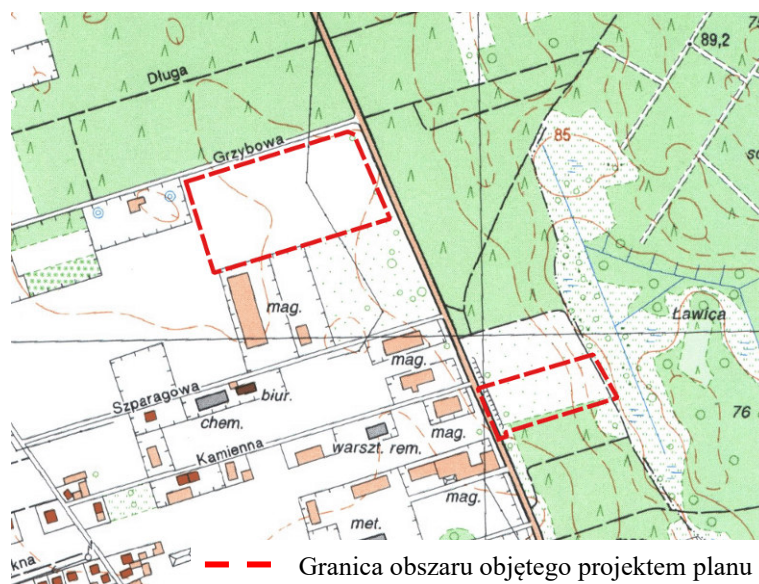 Długa
89,2
Grzybowa
85
mag.
Ławica
mag.
Szparagowa
biur.
chem.
76
Kamienna
warszt. rem.
mag.
mag.
met.
kna
Granica obszaru objętego projektem planu